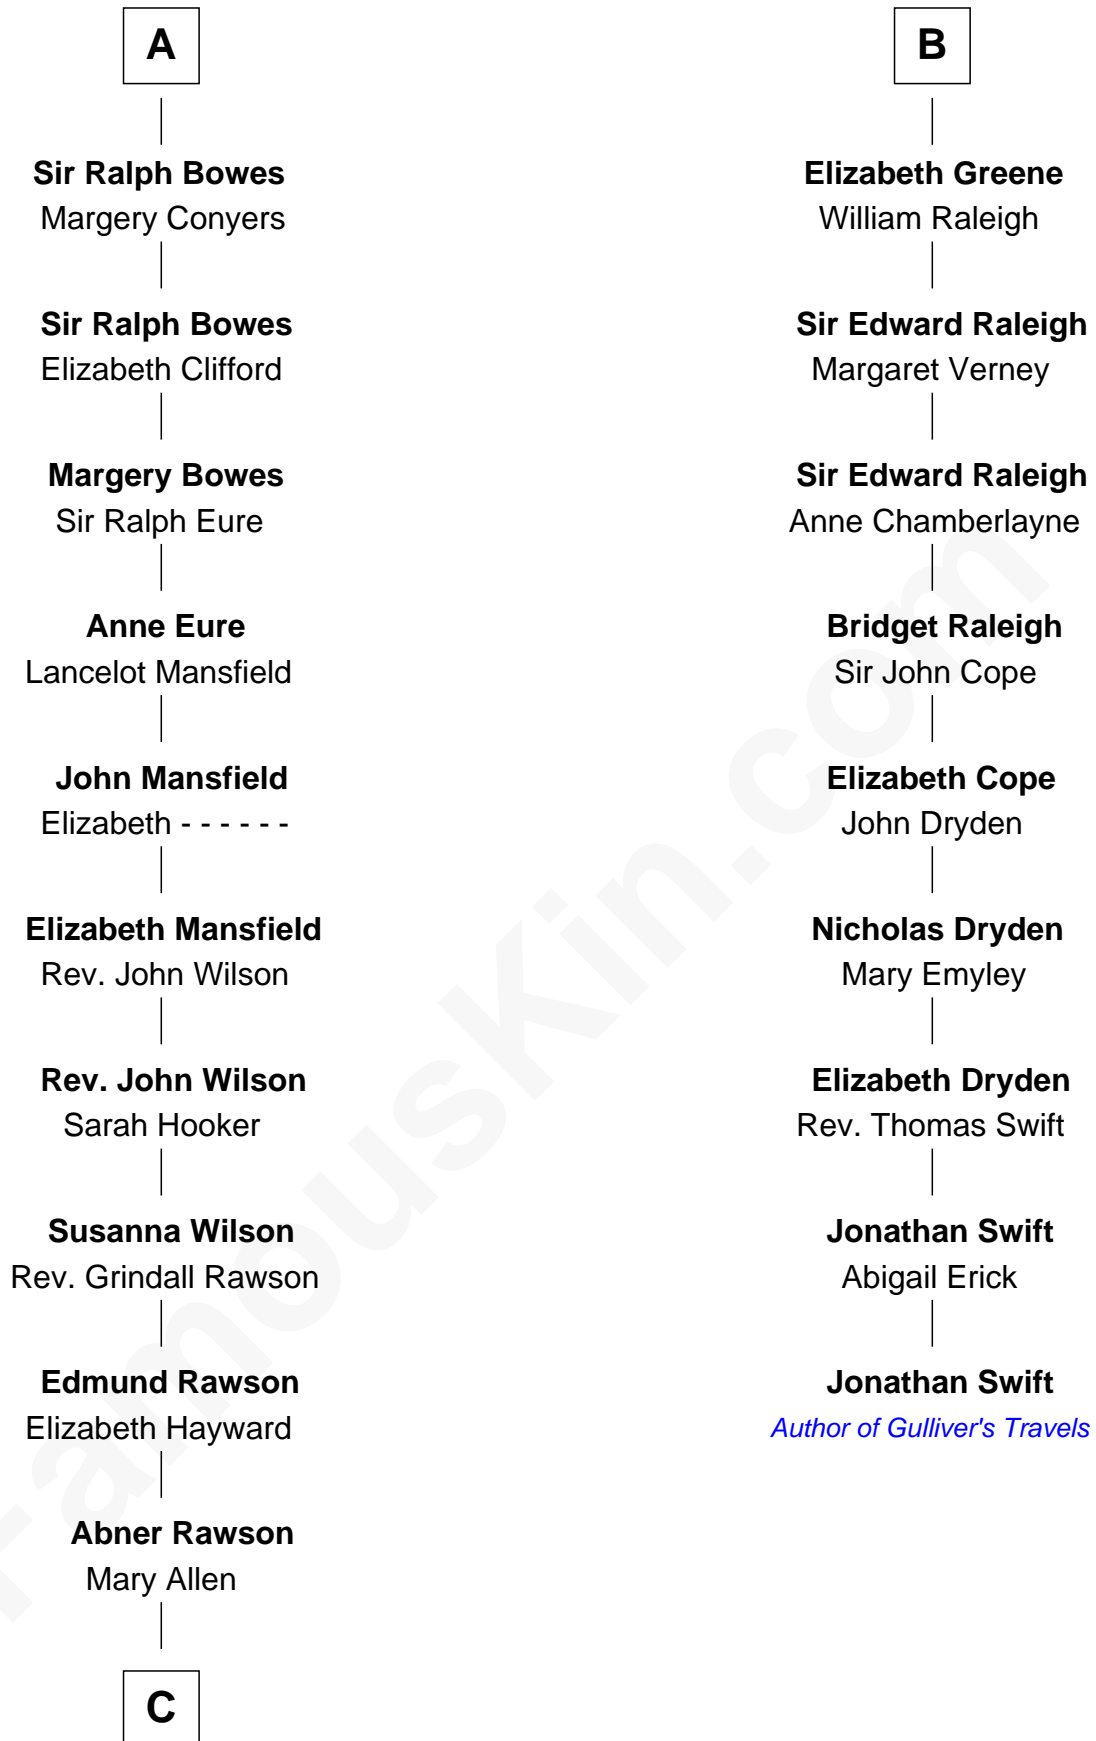 A
Sir Ralph Bowes
Margery Conyers
Sir Ralph Bowes
Elizabeth Clifford
Margery Bowes
Sir Ralph Eure
Anne Eure
Lancelot Mansfield
John Mansfield
Elizabeth - - - - - -
Elizabeth Mansfield
Rev. John Wilson
Rev. John Wilson
Sarah Hooker
Susanna Wilson
Rev. Grindall Rawson
Edmund Rawson
Elizabeth Hayward
Abner Rawson
Mary Allen
C
B
Elizabeth Greene
William Raleigh
Sir Edward Raleigh
Margaret Verney
Sir Edward Raleigh
Anne Chamberlayne
Bridget Raleigh
Sir John Cope
Elizabeth Cope
John Dryden
Nicholas Dryden
Mary Emyley
Elizabeth Dryden
Rev. Thomas Swift
Jonathan Swift
Abigail Erick
Jonathan Swift
Author of Gulliver's Travels
FamousKin.com